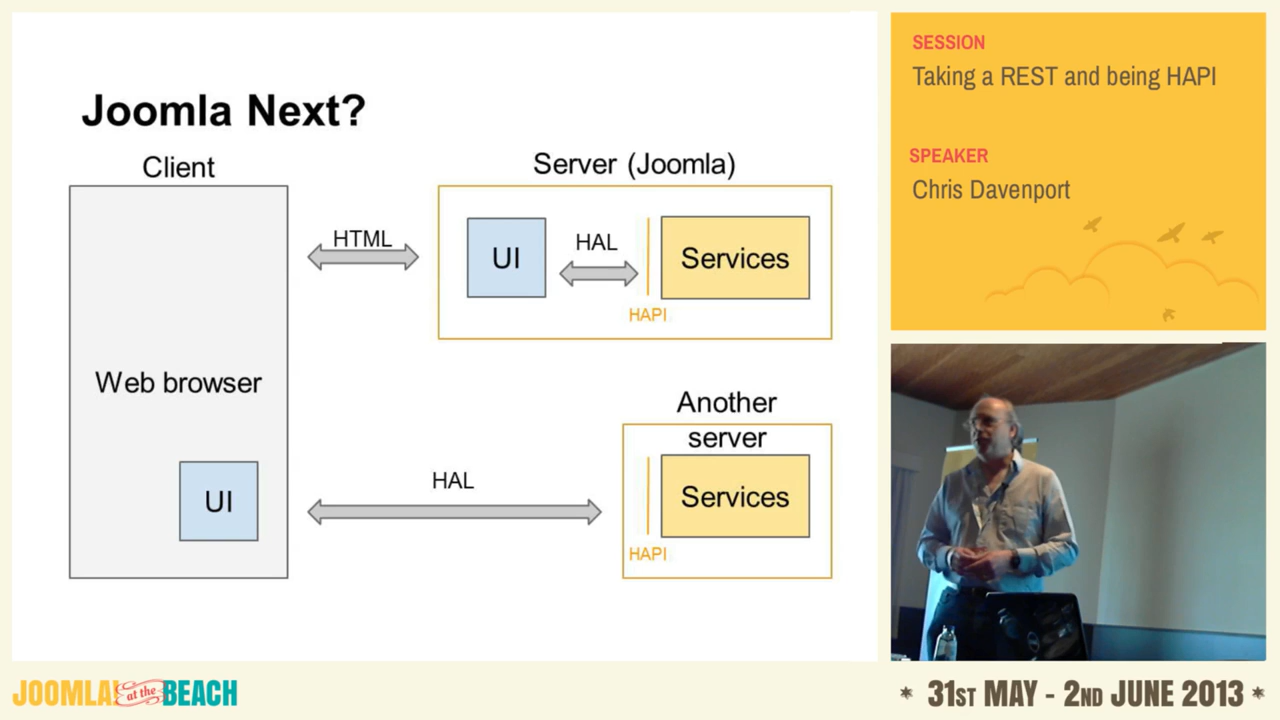 Joomla Next?
Client
Server (Joomla)
HTML
UI
HAL
Services
HAPI
Web browser
UI
HAL
Another
server
Services
HAPI
SESSION
Taking a REST and being HAPI
SPEAKER
Chris Davenport
JOOMLA! at the BEACH
* 31ST MAY - 2ND JUNE 2013 *